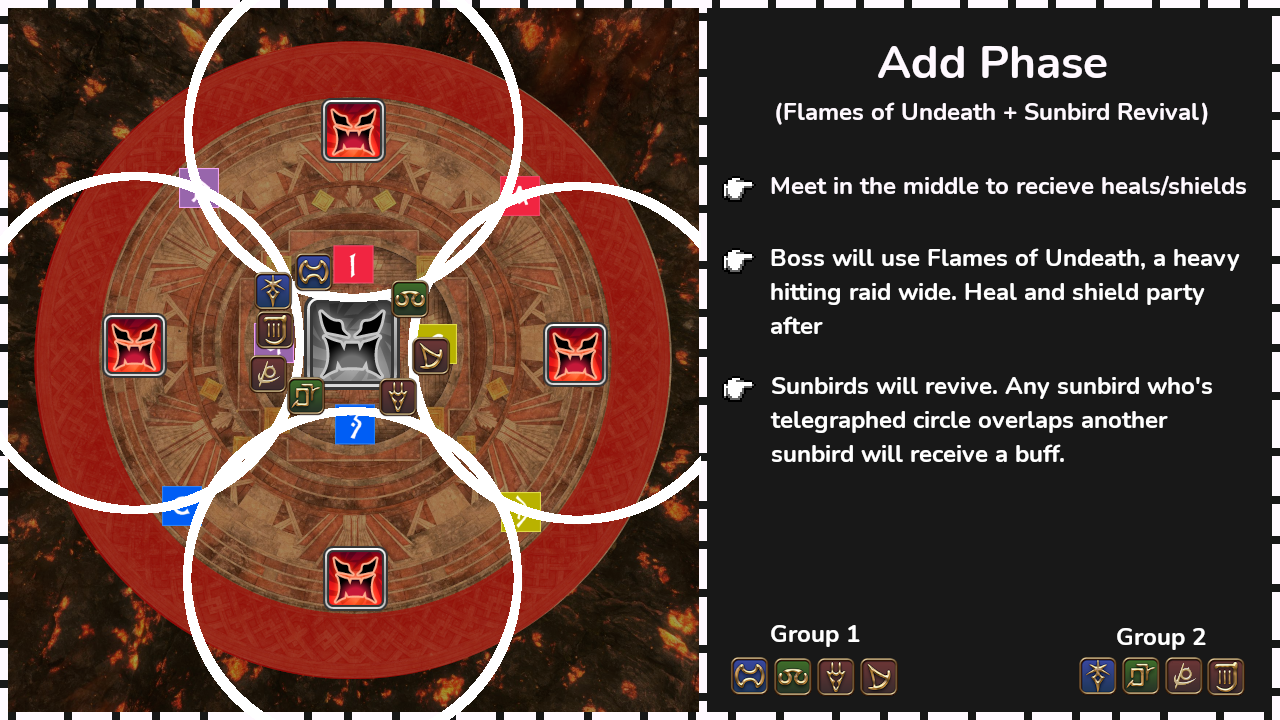 Add Phase
(Flames of Undeath + Sunbird Revival)
Meet in the middle to recieve heals/shields
Boss will use Flames of Undeath, a heavy
hitting raid wide. Heal and shield party
after
Sunbirds will revive. Any sunbird who's
telegraphed circle overlaps another
sunbird will receive a buff.
Group 1
Group 2